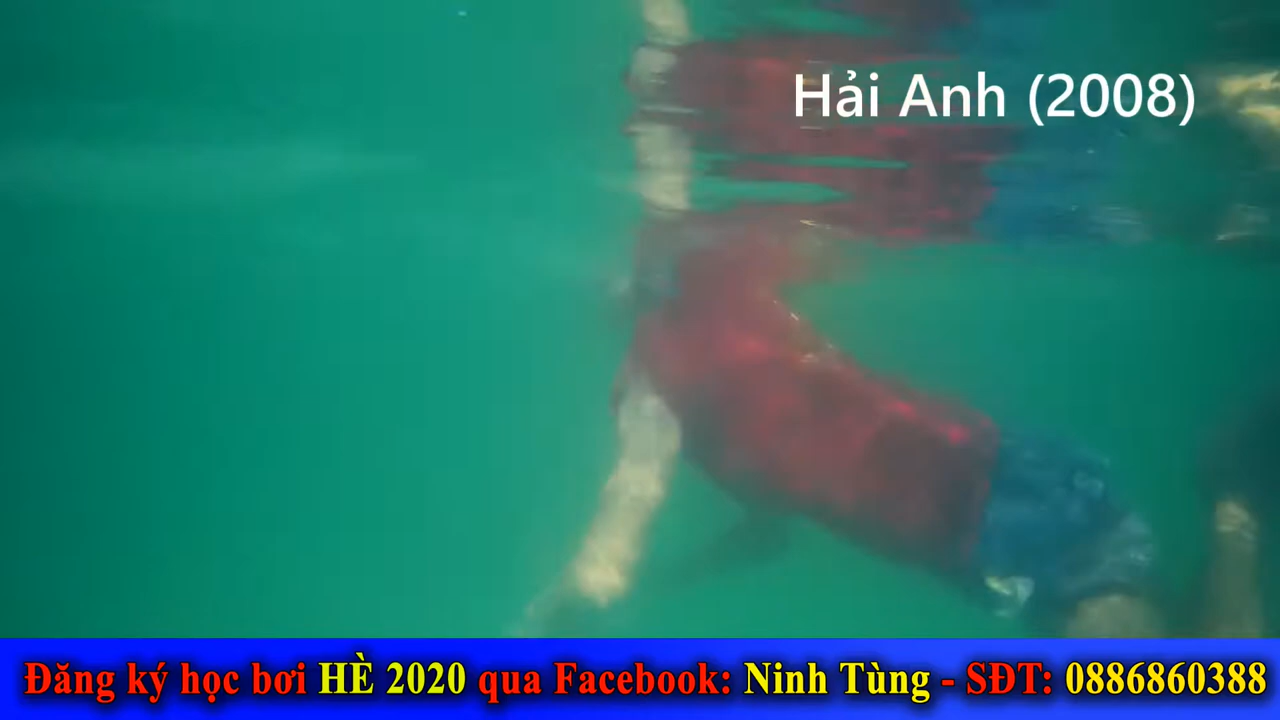 Hải Anh (2008)
Đăng ký học bơi HÈ 2020 qua Facebook: Ninh Tùng - SĐT: 0886860388